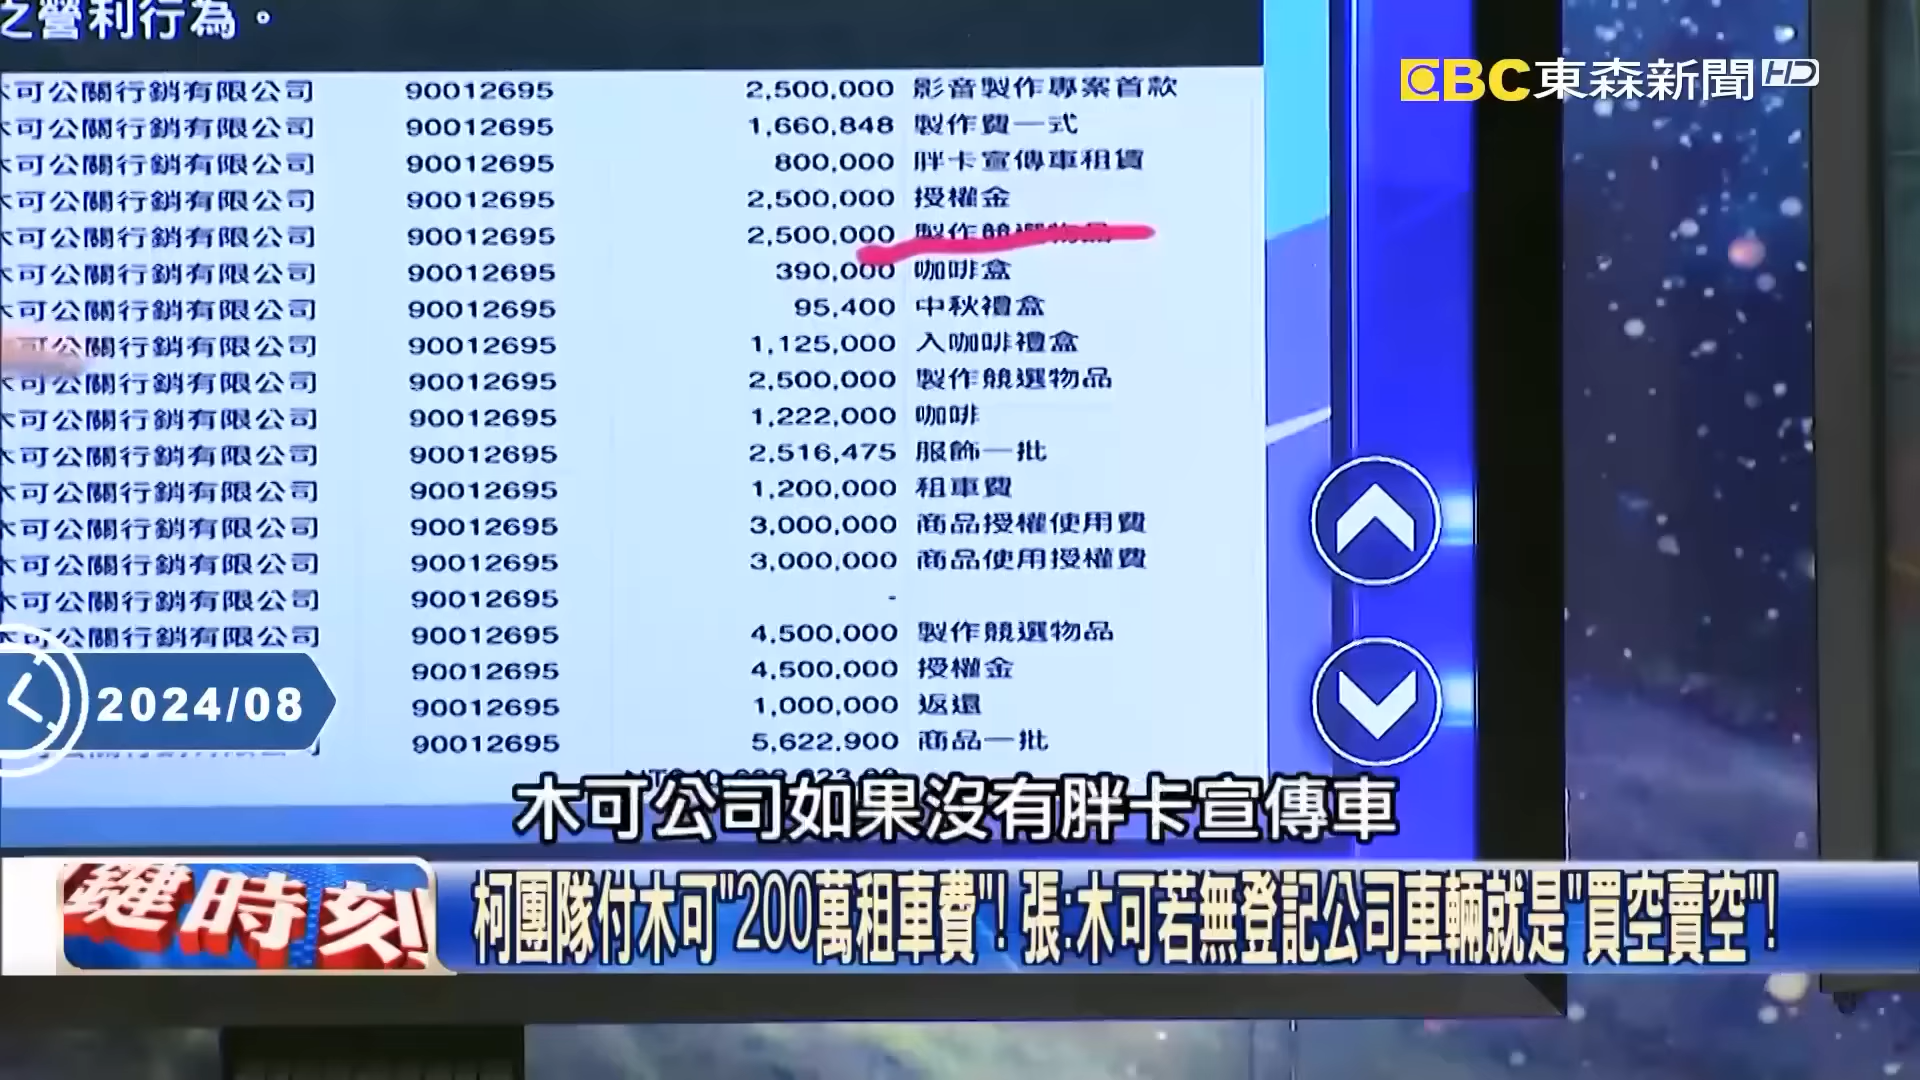 之營利行為。
EBC東森新聞HD
木可公關行銷有限公司 90012695 2,500,000 影音製作專案首款
木可公關行銷有限公司 90012695 1,660,848 製作費一式
木可公關行銷有限公司 90012695 800,000 胖卡宣傳車租賃
木可公關行銷有限公司 90012695 2,500,000 授權金
木可公關行銷有限公司 90012695 2,500,000 製作競選物品
木可公關行銷有限公司 90012695 390,000 咖啡盒
木可公關行銷有限公司 90012695 95,400 中秋禮盒
可公關行銷有限公司 90012695 1,125,000 入咖啡禮盒
木可公關行銷有限公司 90012695 2,500,000 製作競選物品
木可公關行銷有限公司 90012695 1,222,000 咖啡
木可公關行銷有限公司 90012695 2,516,475 服飾一批
木可公關行銷有限公司 90012695 1,200,000 租車費
木可公關行銷有限公司 90012695 3,000,000 商品授權使用費
木可公關行銷有限公司 90012695 3,000,000 商品使用授權費
木可公關行銷有限公司 90012695 -
木可公關行銷有限公司 90012695 4,500,000 製作競選物品
90012695 4,500,000 授權金
2024/08
90012695 1,000,000 返還
90012695 5,622,900 商品一批
木可公司如果沒有胖卡宣傳車
鍵時刻!
柯團隊付木可"200萬租車費"! 張:木可若無登記公司車輛就是"買空賣空"!